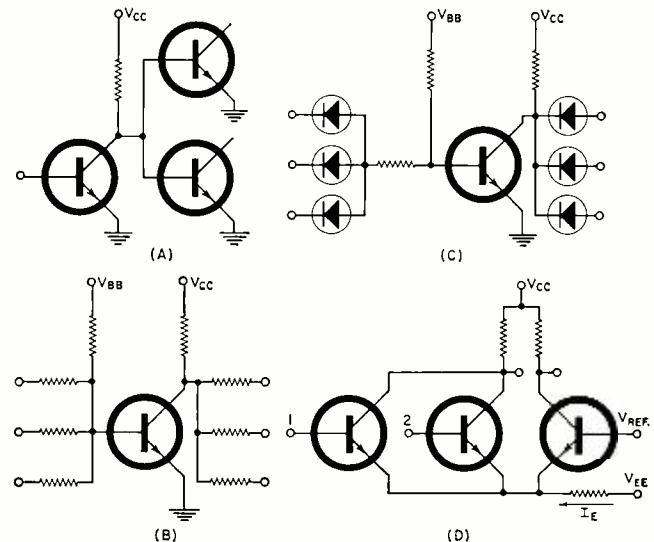 VCC
(A)
VBB
VCC
(C)
VBB
VCC
(B)
VCC
1
2
VREF.
VEE
IE
(D)